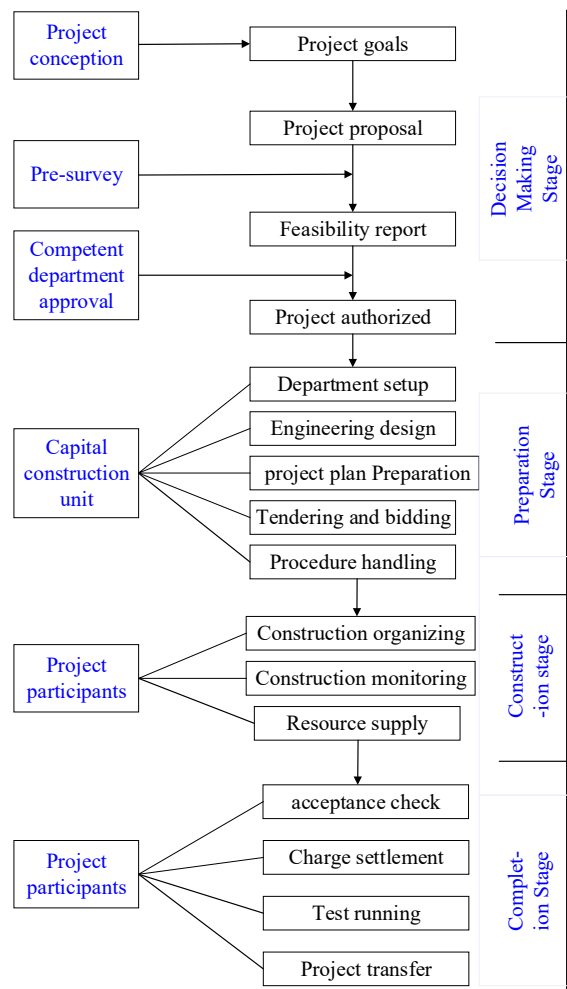 Project
conception
Project goals
Project proposal
Pre-survey
Feasibility report
Competent
department
approval
Project authorized
Decision
Making
Stage
Department setup
Engineering design
Capital
construction
unit
project plan Preparation
Tendering and bidding
Procedure handling
Preparation
Stage
Construction organizing
Project
participants
Construction monitoring
Resource supply
Construct
-ion stage
acceptance check
Project
participants
Charge settlement
Test running
Project transfer
Complet-
ion Stage